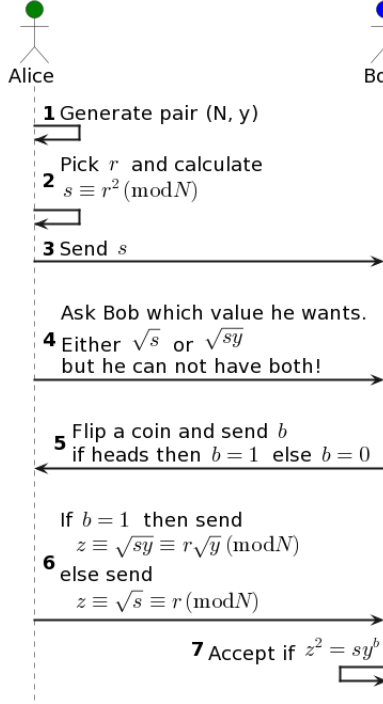 Alice
Bo
1 Generate pair (N, y)
2 Pick r and calculate
s ≡ r² (mod N)
3 Send s
Ask Bob which value he wants.
4 Either √s or √sy
but he can not have both!
5 Flip a coin and send b
if heads then b = 1 else b = 0
If b = 1 then send
z ≡ √sy ≡ r√y (mod N)
6 else send
z ≡ √s ≡ r (mod N)
7 Accept if z² = sy^b